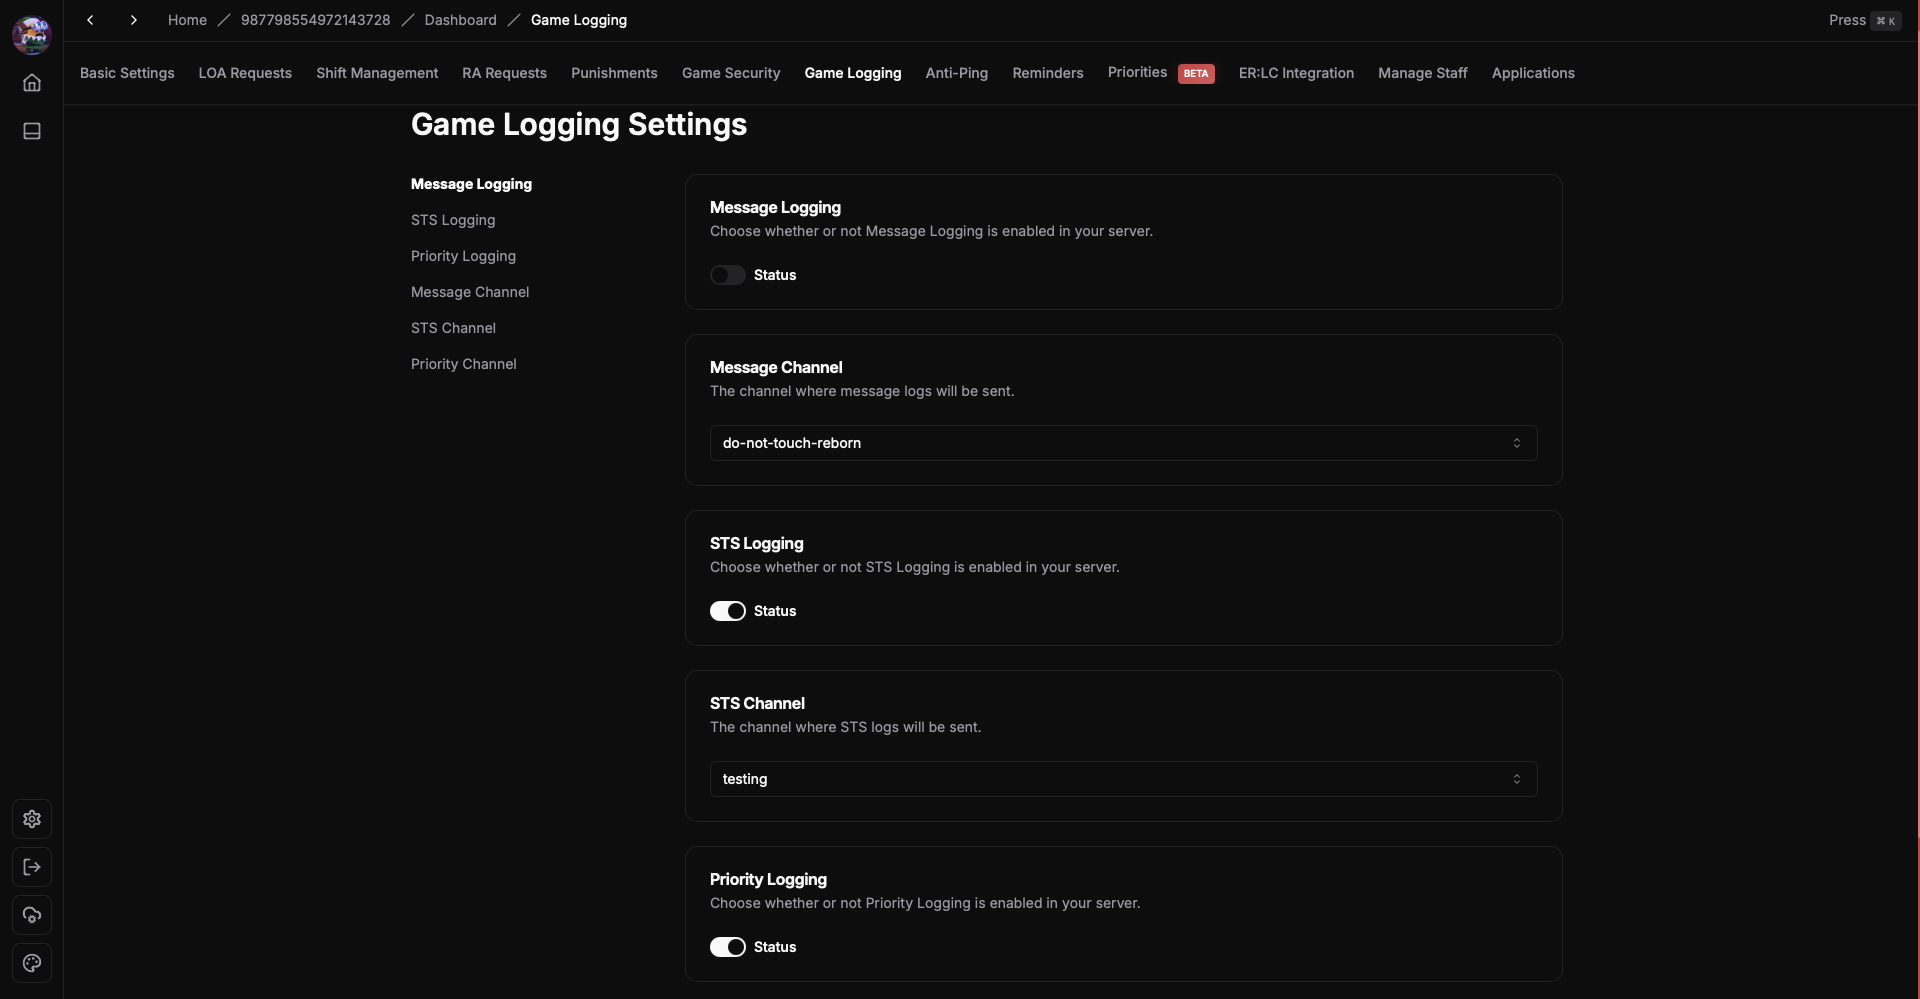 Home / 987798554972143728 / Dashboard / Game Logging
Press ⌘ K
Basic Settings LOA Requests Shift Management RA Requests Punishments Game Security Game Logging Anti-Ping Reminders Priorities BETA ER:LC Integration Manage Staff Applications
Game Logging Settings
Message Logging
STS Logging
Priority Logging
Message Channel
STS Channel
Priority Channel
Message Logging
Choose whether or not Message Logging is enabled in your server.
Status
Message Channel
The channel where message logs will be sent.
do-not-touch-reborn
STS Logging
Choose whether or not STS Logging is enabled in your server.
Status
STS Channel
The channel where STS logs will be sent.
testing
Priority Logging
Choose whether or not Priority Logging is enabled in your server.
Status